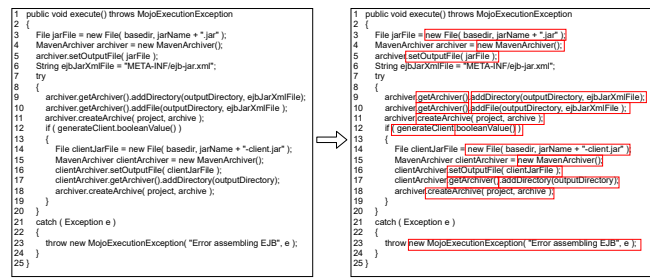 1 public void execute() throws MojoExecutionException
2 {
3 File jarFile = new File( basedir, jarName + ".jar" );
4 MavenArchiver archiver = new MavenArchiver();
5 archiver.setOutputFile( jarFile );
6 String ejbJarXmlFile = "META-INF/ejb-jar.xml";
7 try
8 {
9 archiver.getArchiver().addDirectory(outputDirectory, ejbJarXmlFile);
10 archiver.getArchiver().addFile(outputDirectory, ejbJarXmlFile );
11 archiver.createArchive( project, archive );
12 if ( generateClient.booleanValue() )
13 {
14 File clientJarFile = new File( basedir, jarName + "-client.jar" );
15 MavenArchiver clientArchiver = new MavenArchiver();
16 clientArchiver.setOutputFile( clientJarFile );
17 clientArchiver.getArchiver().addDirectory(outputDirectory);
18 archiver.createArchive( project, archive );
19 }
20 }
21 catch ( Exception e )
22 {
23 throw new MojoExecutionException( "Error assembling EJB", e );
24 }
25 }
1 public void execute() throws MojoExecutionException
2 {
3 File jarFile = new File( basedir, jarName + ".jar" );
4 MavenArchiver archiver = new MavenArchiver();
5 archiver.setOutputFile( jarFile );
6 String ejbJarXmlFile = "META-INF/ejb-jar.xml";
7 try
8 {
9 archiver.getArchiver().addDirectory(outputDirectory, ejbJarXmlFile);
10 archiver.getArchiver().addFile(outputDirectory, ejbJarXmlFile );
11 archiver.createArchive( project, archive );
12 if ( generateClient.booleanValue() )
13 {
14 File clientJarFile = new File( basedir, jarName + "-client.jar" );
15 MavenArchiver clientArchiver = new MavenArchiver();
16 clientArchiver.setOutputFile( clientJarFile );
17 clientArchiver.getArchiver().addDirectory(outputDirectory);
18 archiver.createArchive( project, archive );
19 }
20 }
21 catch ( Exception e )
22 {
23 throw new MojoExecutionException( "Error assembling EJB", e );
24 }
25 }